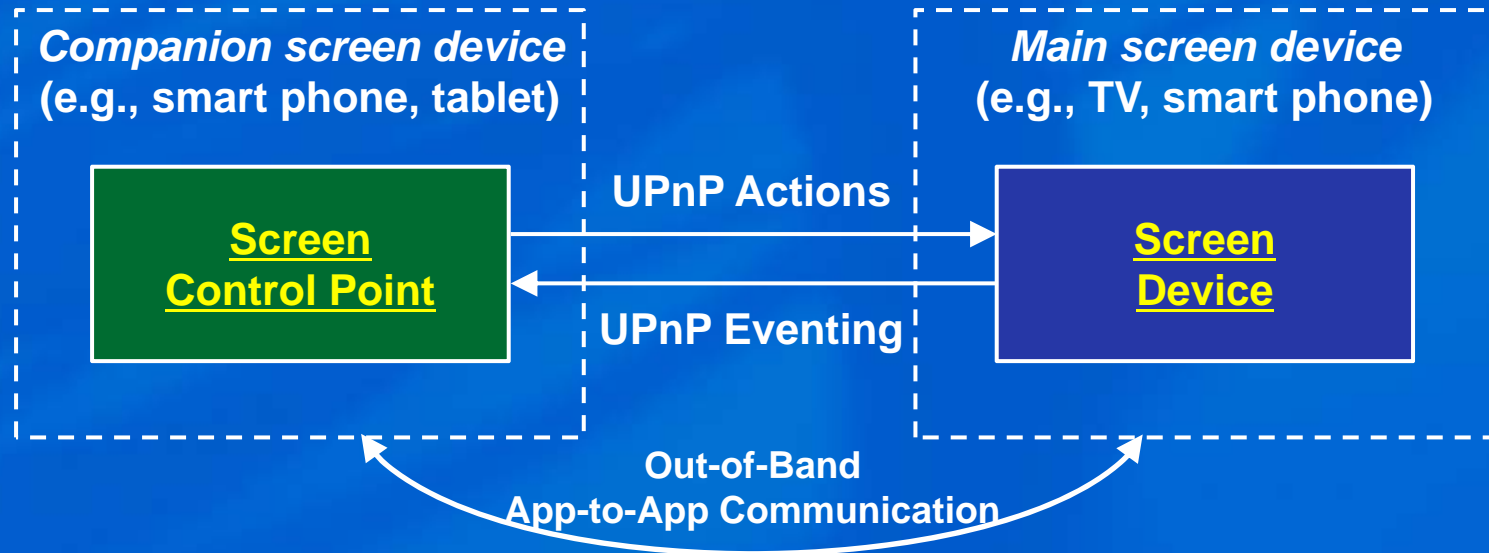 Companion screen device
(e.g., smart phone, tablet)
Main screen device
(e.g., TV, smart phone)
Screen
Control Point
UPnP Actions
UPnP Eventing
Screen
Device
Out-of-Band
App-to-App Communication